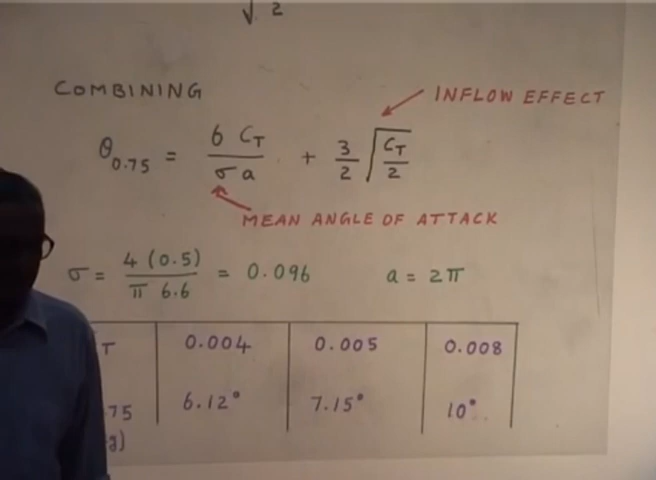 √ 2
COMBINING
INFLOW EFFECT
θ0.75 = 6 CT / σ a + 3/2 √(CT/2)
MEAN ANGLE OF ATTACK
σ = 4 (0.5) / π 6.6 = 0.096 a = 2π
T 0.004 0.005 0.008
.75 6.12° 7.15° 10°
g)